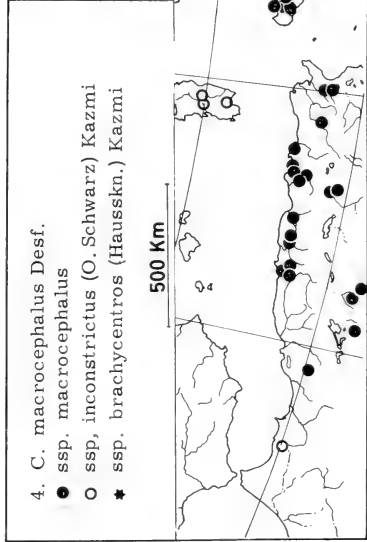 4. C. macrocephalus Desf.
ssp. macrocephalus
ssp, inconstrictus (O. Schwarz) Kazmi
ssp. brachycentros (Hausskn.) Kazmi
500 Km